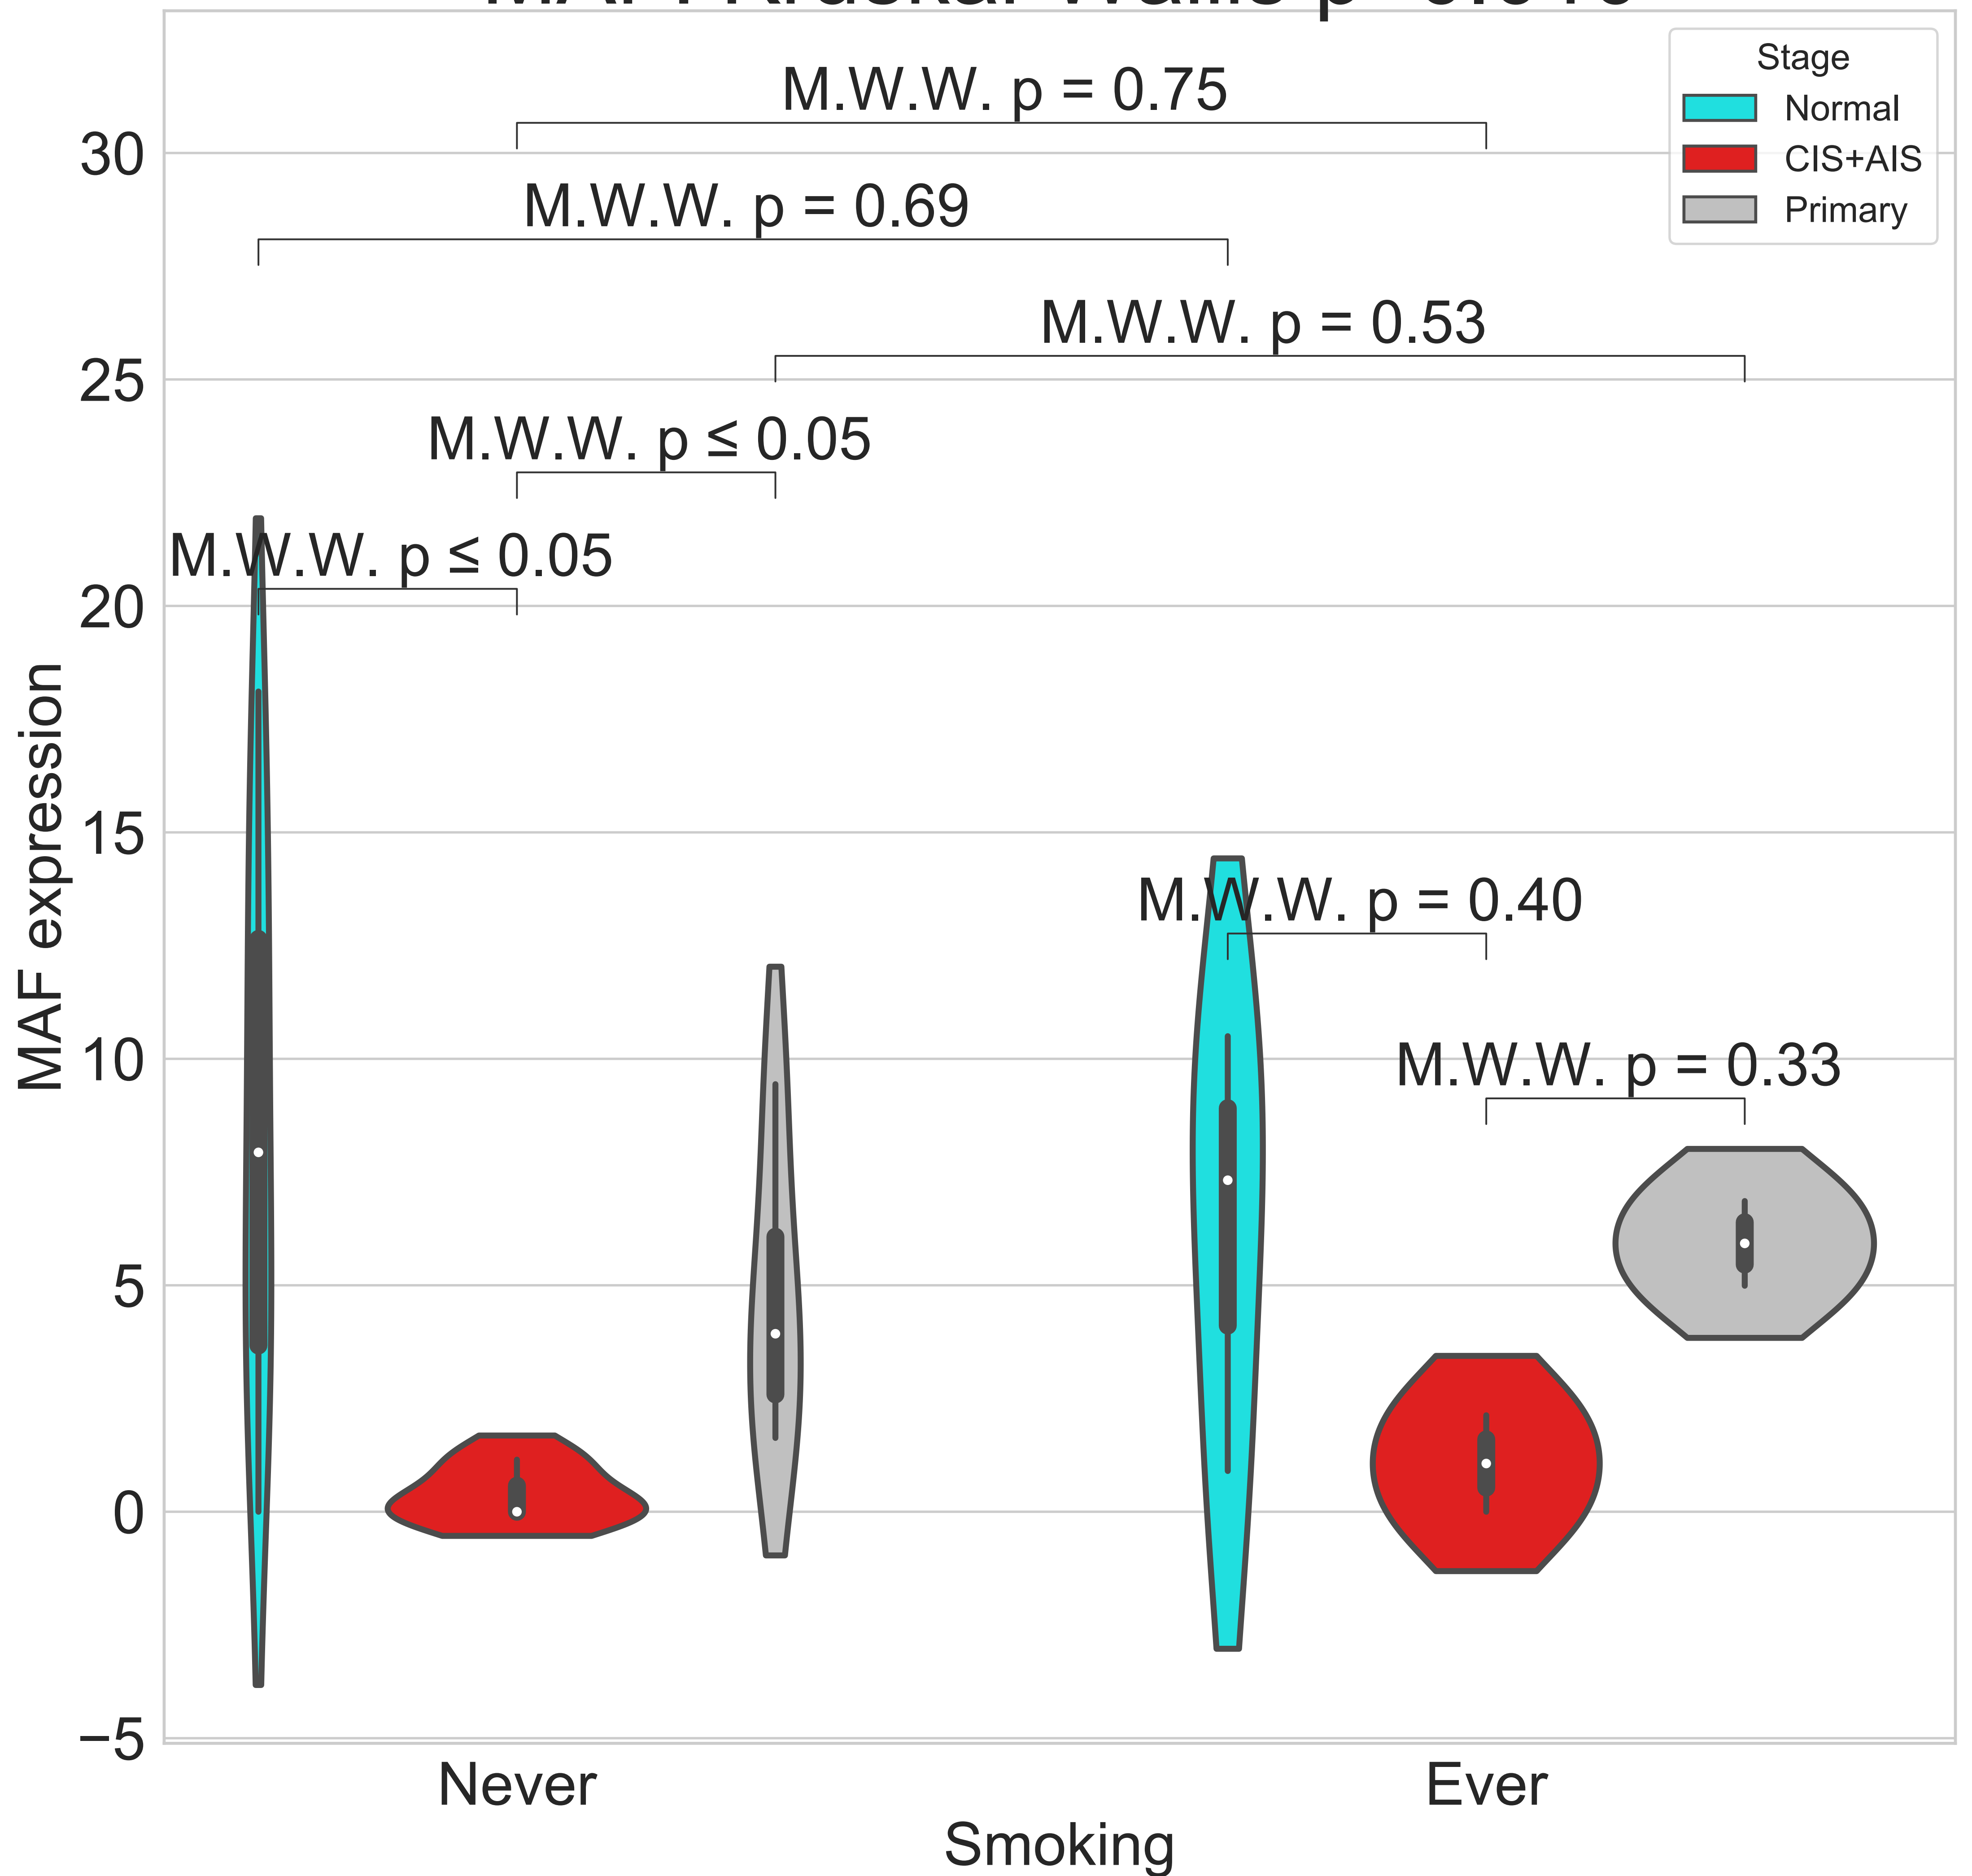 Stage
Normal
CIS+AIS
Primary
M.W.W. p = 0.75
M.W.W. p = 0.69
M.W.W. p = 0.53
M.W.W. p ≤ 0.05
M.W.W. p ≤ 0.05
M.W.W. p = 0.40
M.W.W. p = 0.33
MAF expression
30
25
20
15
10
5
0
−5
Never
Ever
Smoking